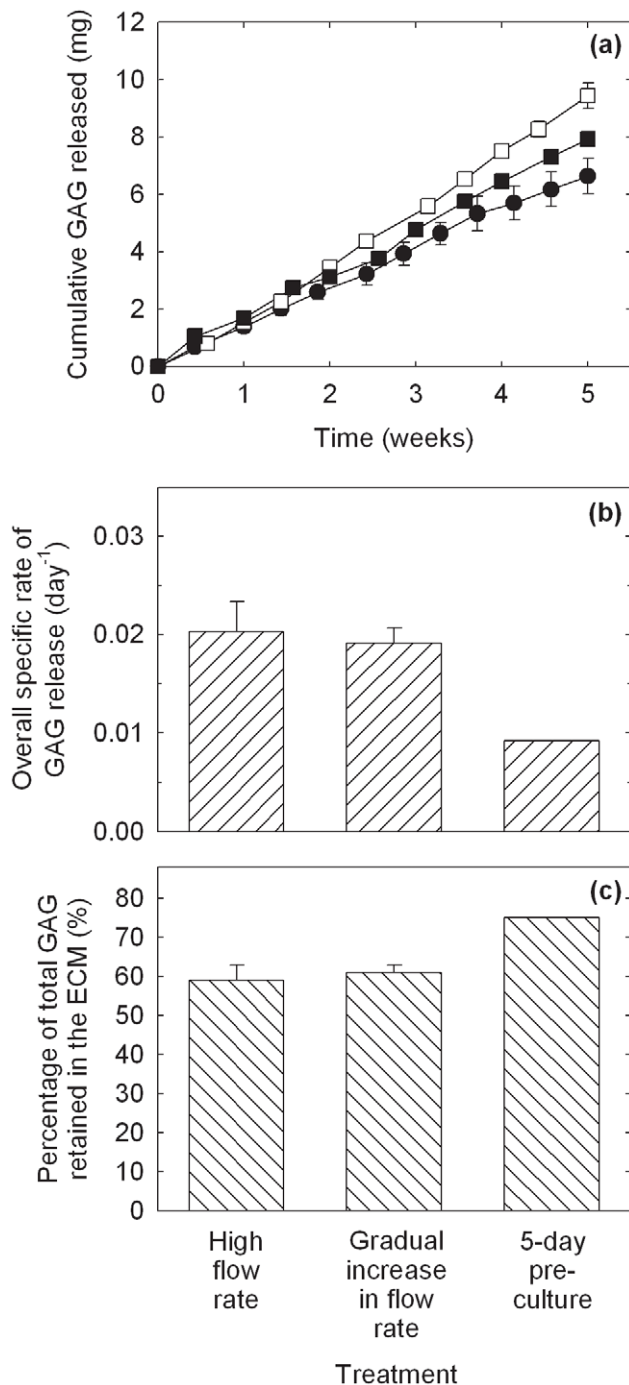 (a)
Cumulative GAG released (mg)
12
10
8
6
4
2
0
0 1 2 3 4 5
Time (weeks)
(b)
Overall specific rate of
GAG release (day-1)
0.03
0.02
0.01
0.00
(c)
Percentage of total GAG
retained in the ECM (%)
80
70
60
50
40
30
20
10
0
High
flow
rate
Gradual
increase
in flow
rate
5-day
pre-
culture
Treatment